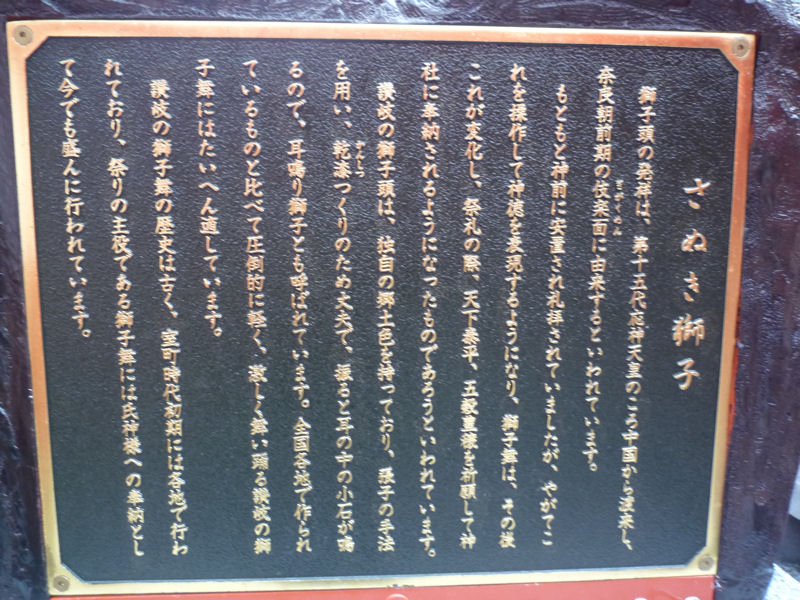 さぬき獅子
獅子頭の発祥は、第十五代応神天皇のころ中国から渡来し、
奈良朝前期の伎楽面に由来するといわれています。
ぎがくめん
もともと神前に安置され礼拝されていましたが、やがてこ
れを操作して神徳を表現するようになり、獅子舞は、その後
これが変化し、祭礼の際、天下泰平、五穀豊穣を祈願して神
社に奉納されるようになったものであろうといわれています。
讃岐の獅子頭は、独自の郷土色を持っており、張子の手法
を用い、乾漆つくりのため丈夫で、振ると耳の中の小石が鳴
かんしつ
るので、耳鳴り獅子とも呼ばれています。全国各地で作られ
ているものと比べて圧倒的に軽く、激しく舞い踊る讃岐の獅
子舞にはたいへん適しています。
讃岐の獅子舞の歴史は古く、室町時代初期には各地で行わ
れており、祭りの主役である獅子舞には氏神様への奉納とし
て今でも盛んに行われています。